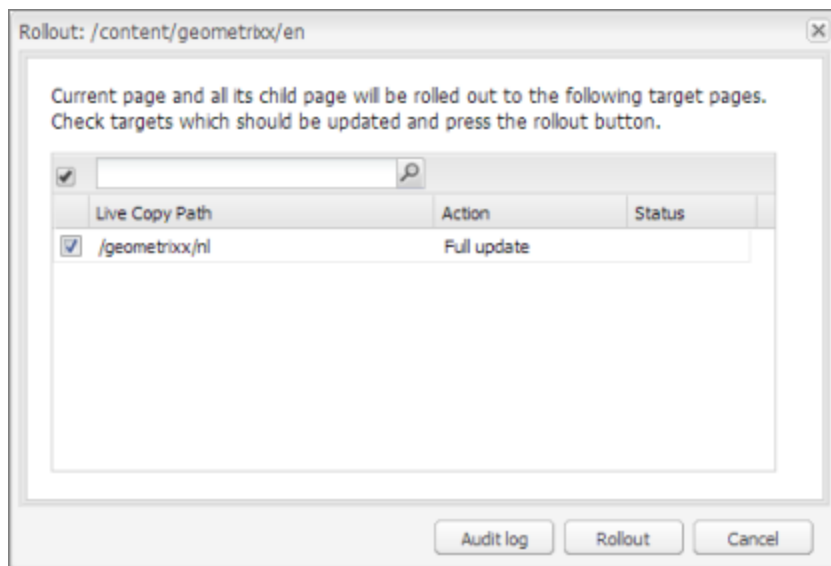 Rollout: /content/geometrixx/en
Current page and all its child page will be rolled out to the following target pages.
Check targets which should be updated and press the rollout button.
Live Copy Path Action Status
/geometrixx/nl Full update
Audit log Rollout Cancel